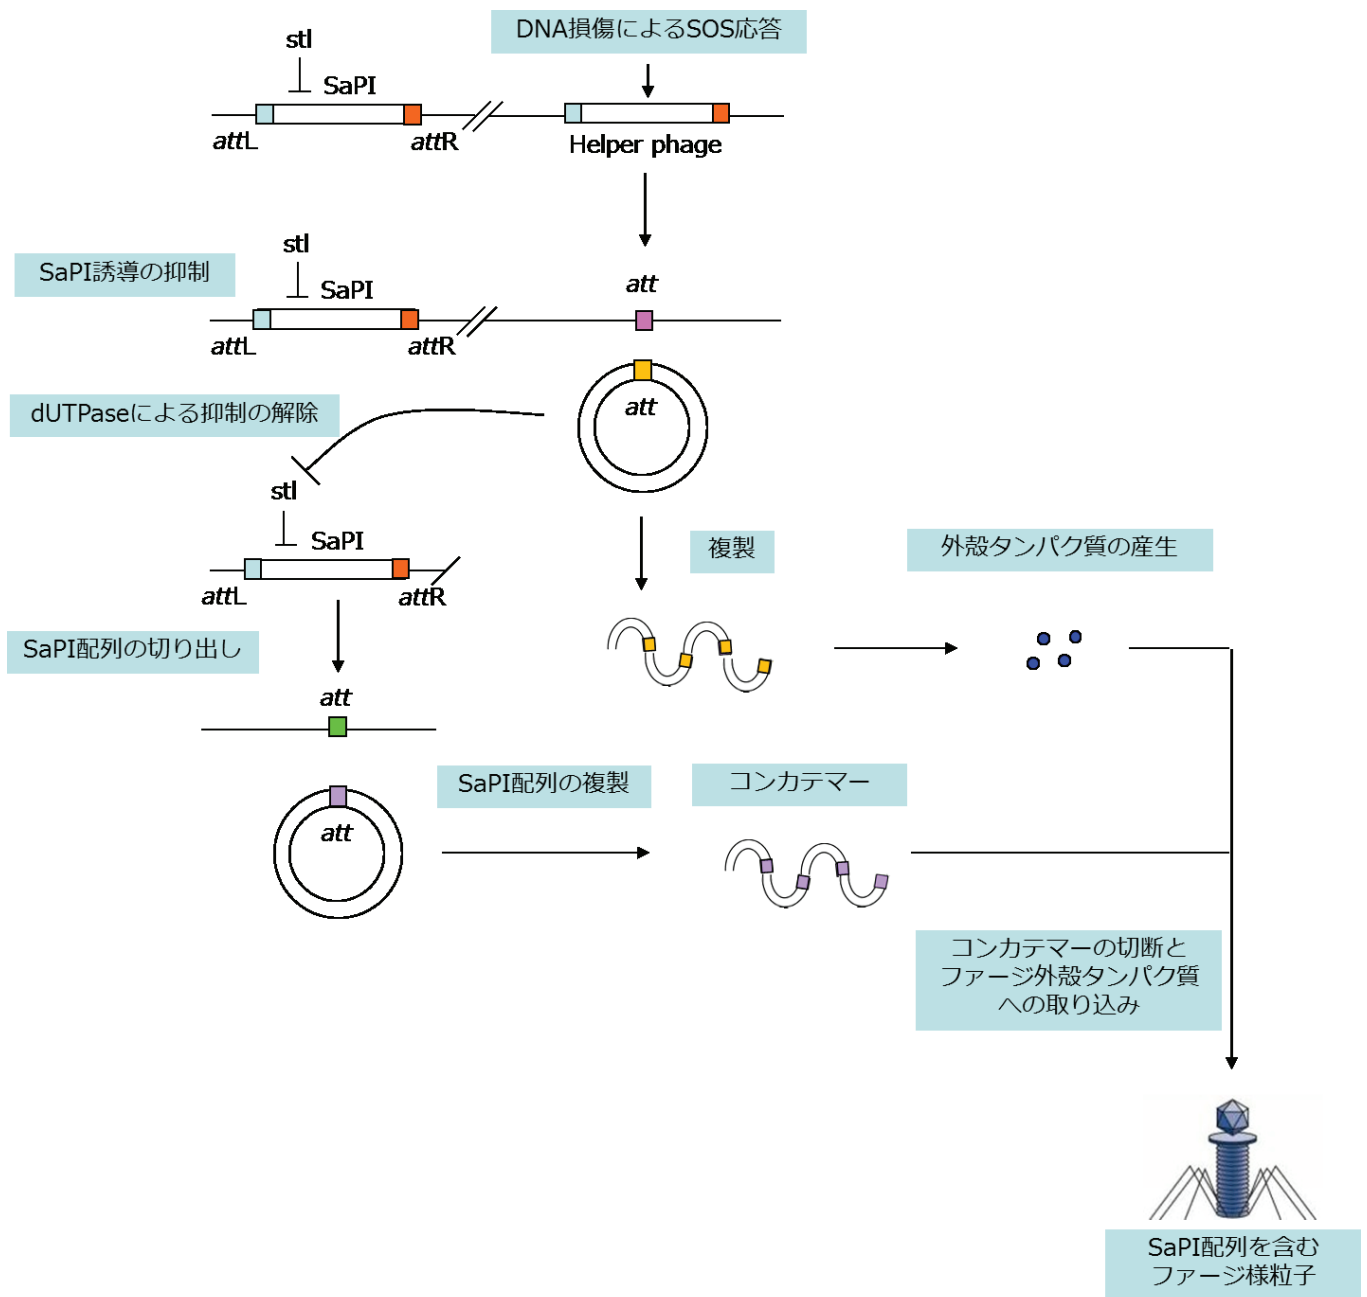 DNA損傷によるSOS応答
stl
SaPI
attL
attR
Helper phage
SaPI誘導の抑制
stl
SaPI
att
attL
attR
att
dUTPaseによる抑制の解除
stl
SaPI
attL
attR
複製
外殻タンパク質の産生
SaPI配列の切り出し
att
SaPI配列の複製
コンカテマー
att
コンカテマーの切断と
ファージ外殻タンパク質
への取り込み
SaPI配列を含む
ファージ様粒子